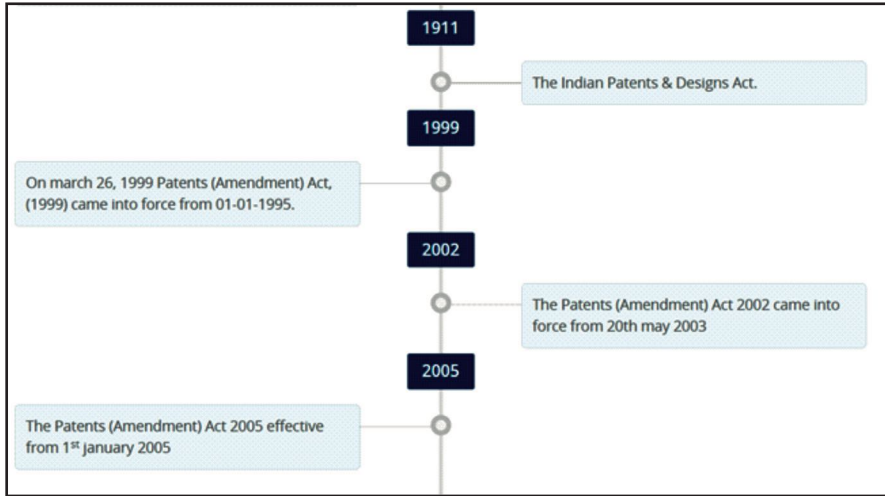 1911
The Indian Patents & Designs Act.
1999
On march 26, 1999 Patents (Amendment) Act,
(1999) came into force from 01-01-1995.
2002
The Patents (Amendment) Act 2002 came into
force from 20th may 2003
2005
The Patents (Amendment) Act 2005 effective
from 1st january 2005